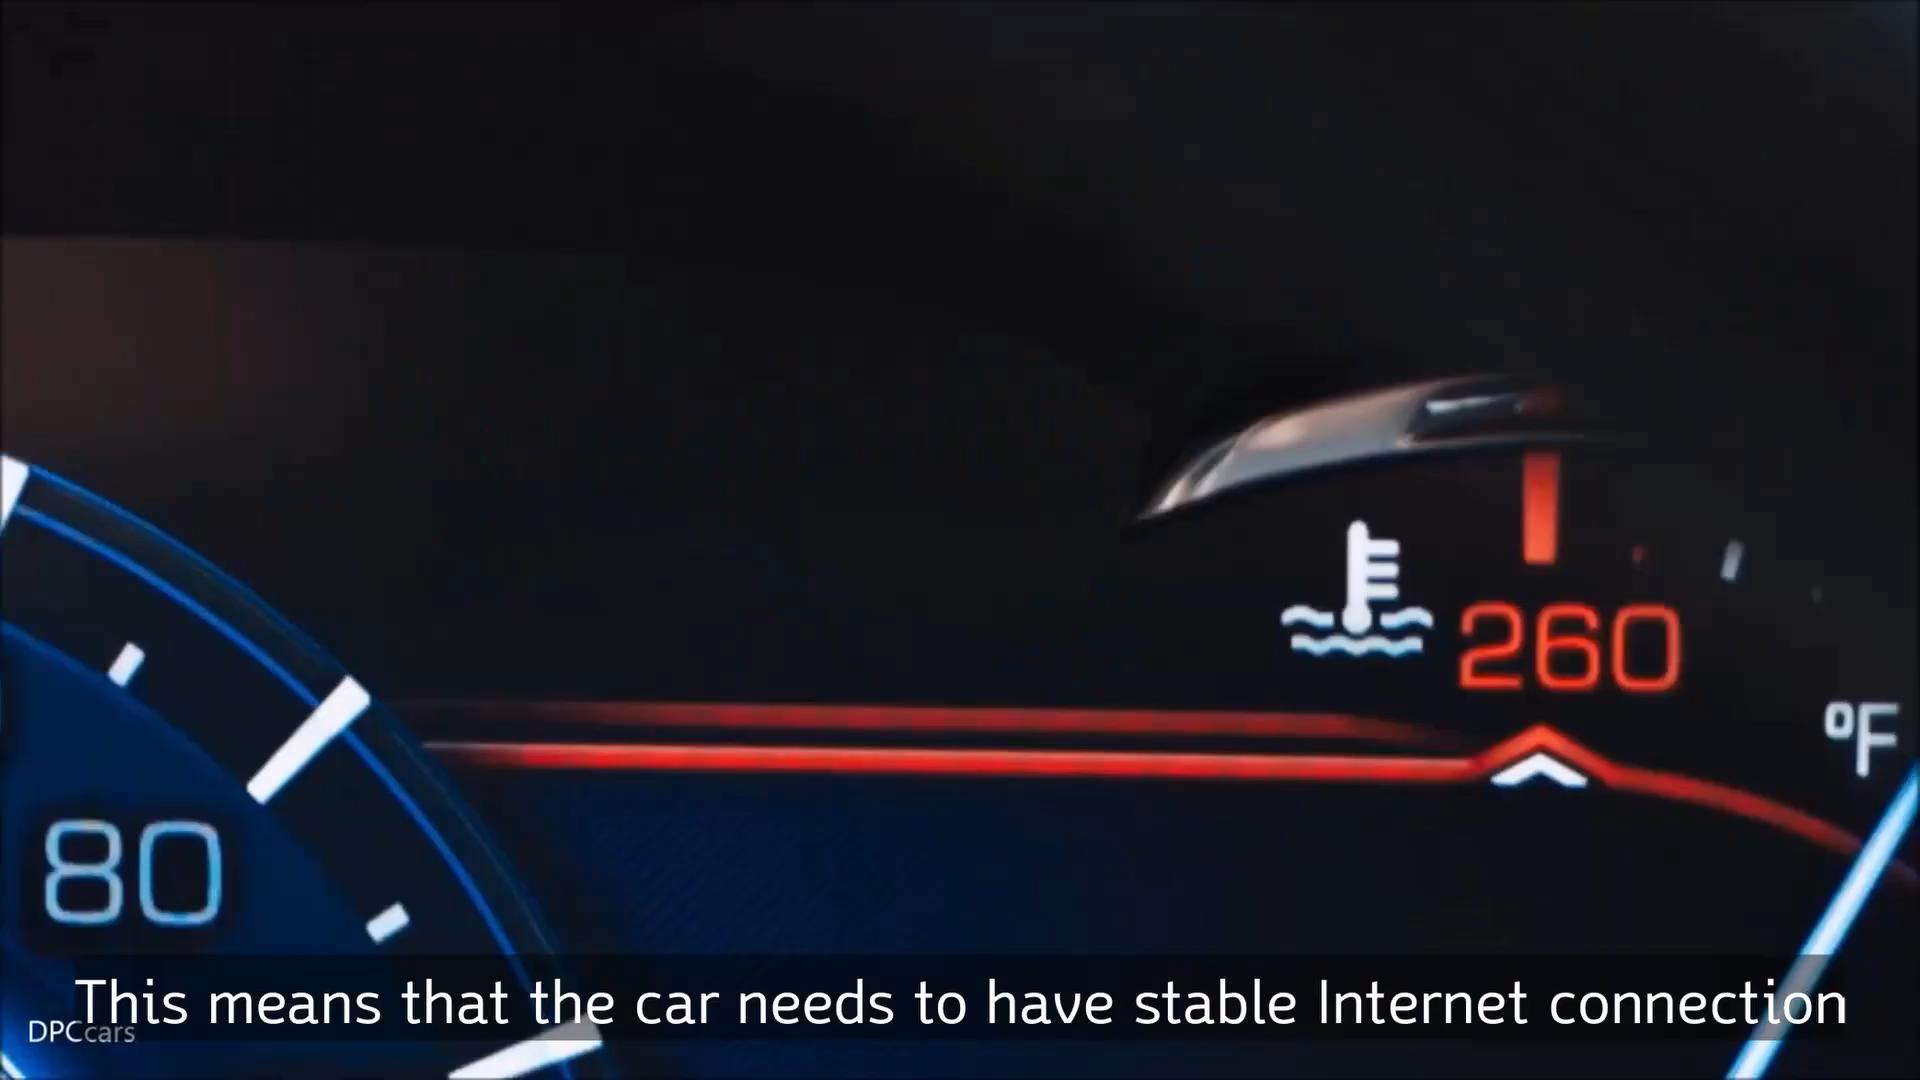 260
°F
80
This means that the car needs to have stable Internet connection
DPCcars